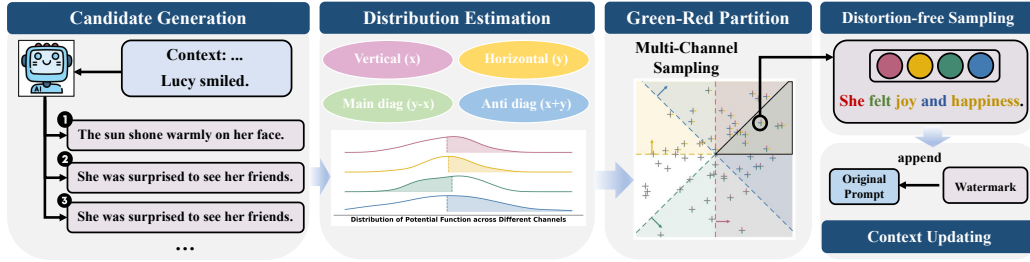 Candidate Generation
Context: ...
Lucy smiled.
AI
1
The sun shone warmly on her face.
2
She was surprised to see her friends.
3
She was surprised to see her friends.
...
Distribution Estimation
Vertical (x)
Horizontal (y)
Main diag (y-x)
Anti diag (x+y)
Distribution of Potential Function across Different Channels
Green-Red Partition
Multi-Channel
Sampling
Distortion-free Sampling
She felt joy and happiness.
append
Original
Prompt
Watermark
Context Updating